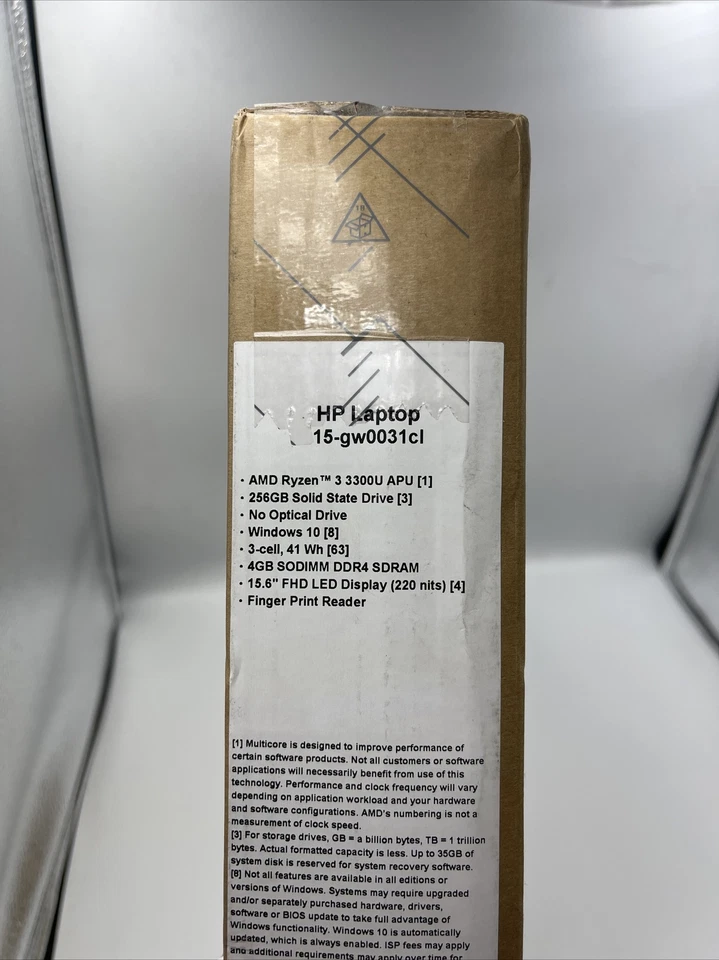 HP Laptop
15-gw0031cl
· AMD Ryzen™ 3 3300U APU [1]
· 256GB Solid State Drive [3]
· No Optical Drive
· Windows 10 [8]
· 3-cell, 41 Wh [63]
· 4GB SODIMM DDR4 SDRAM
· 15.6" FHD LED Display (220 nits) [4]
· Finger Print Reader
[1] Multicore is designed to improve performance of
certain software products. Not all customers or software
applications will necessarily benefit from use of this
technology. Performance and clock frequency will vary
depending on application workload and your hardware
and software configurations. AMD's numbering is not a
measurement of clock speed.
[3] For storage drives, GB = a billion bytes, TB = 1 trillion
bytes. Actual formatted capacity is less. Up to 35GB of
system disk is reserved for system recovery software.
[8] Not all features are available in all editions or
versions of Windows. Systems may require upgraded
and/or separately purchased hardware, drivers,
software or BIOS update to take full advantage of
Windows functionality. Windows 10 is automatically
updated, which is always enabled. ISP fees may apply
and additional requirements may apply over time for